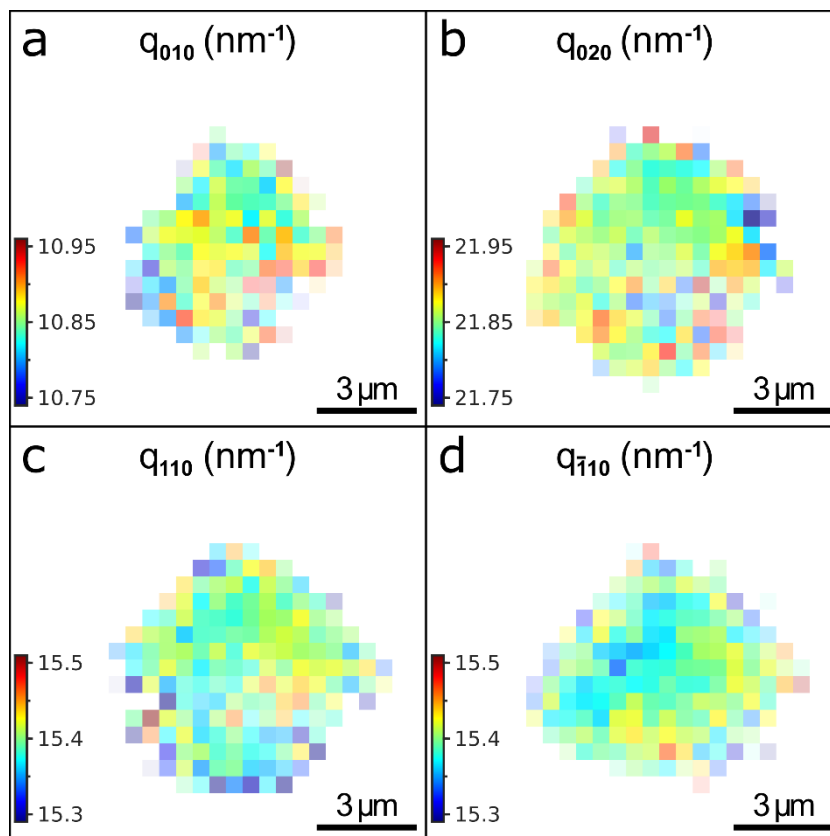 a
q₀₁₀ (nm⁻¹)
10.95
10.85
10.75
3 µm
b
q₀₂₀ (nm⁻¹)
21.95
21.85
21.75
3 µm
c
q₁₁₀ (nm⁻¹)
15.5
15.4
15.3
3 µm
d
q₁̄₁₀ (nm⁻¹)
15.5
15.4
15.3
3 µm